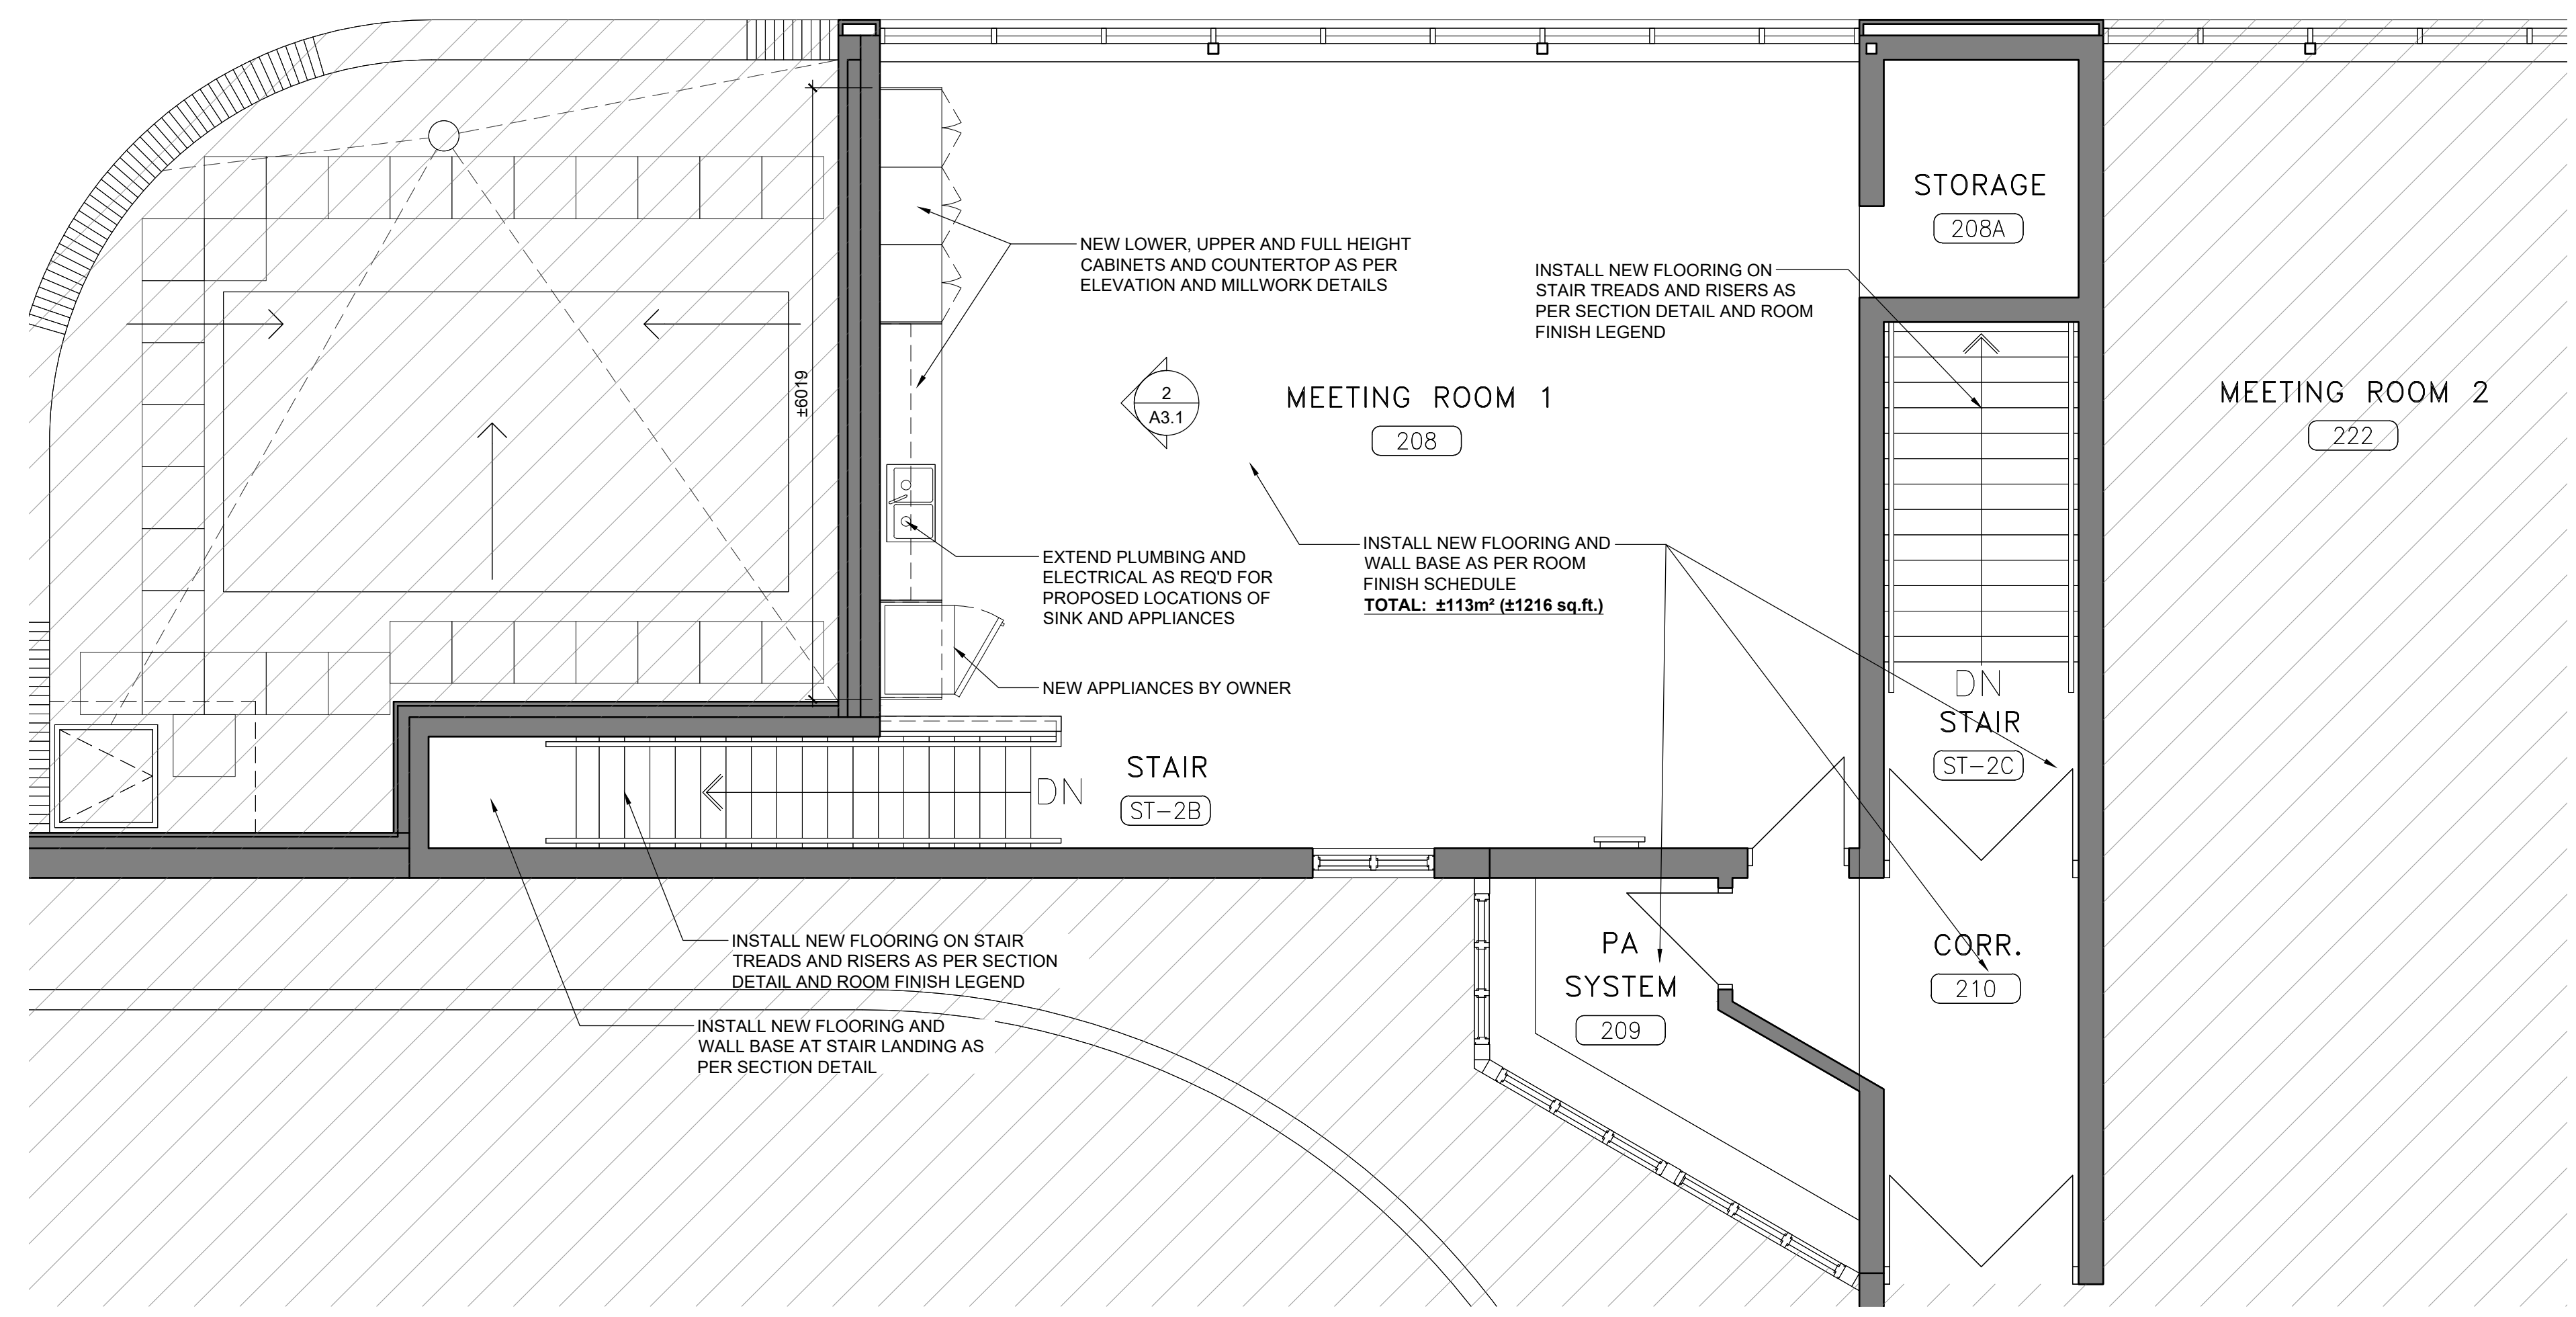 STORAGE
208A
NEW LOWER, UPPER AND FULL HEIGHT
CABINETS AND COUNTERTOP AS PER
ELEVATION AND MILLWORK DETAILS
INSTALL NEW FLOORING ON
STAIR TREADS AND RISERS AS
PER SECTION DETAIL AND ROOM
FINISH LEGEND
±6019
2
A3.1
MEETING ROOM 1
208
MEETING ROOM 2
222
EXTEND PLUMBING AND
ELECTRICAL AS REQ'D FOR
PROPOSED LOCATIONS OF
SINK AND APPLIANCES
INSTALL NEW FLOORING AND
WALL BASE AS PER ROOM
FINISH SCHEDULE
TOTAL: ±113m² (±1216 sq.ft.)
NEW APPLIANCES BY OWNER
DN
STAIR
ST-2C
STAIR
ST-2B
DN
INSTALL NEW FLOORING ON STAIR
TREADS AND RISERS AS PER SECTION
DETAIL AND ROOM FINISH LEGEND
PA
SYSTEM
209
CORR.
210
INSTALL NEW FLOORING AND
WALL BASE AT STAIR LANDING AS
PER SECTION DETAIL